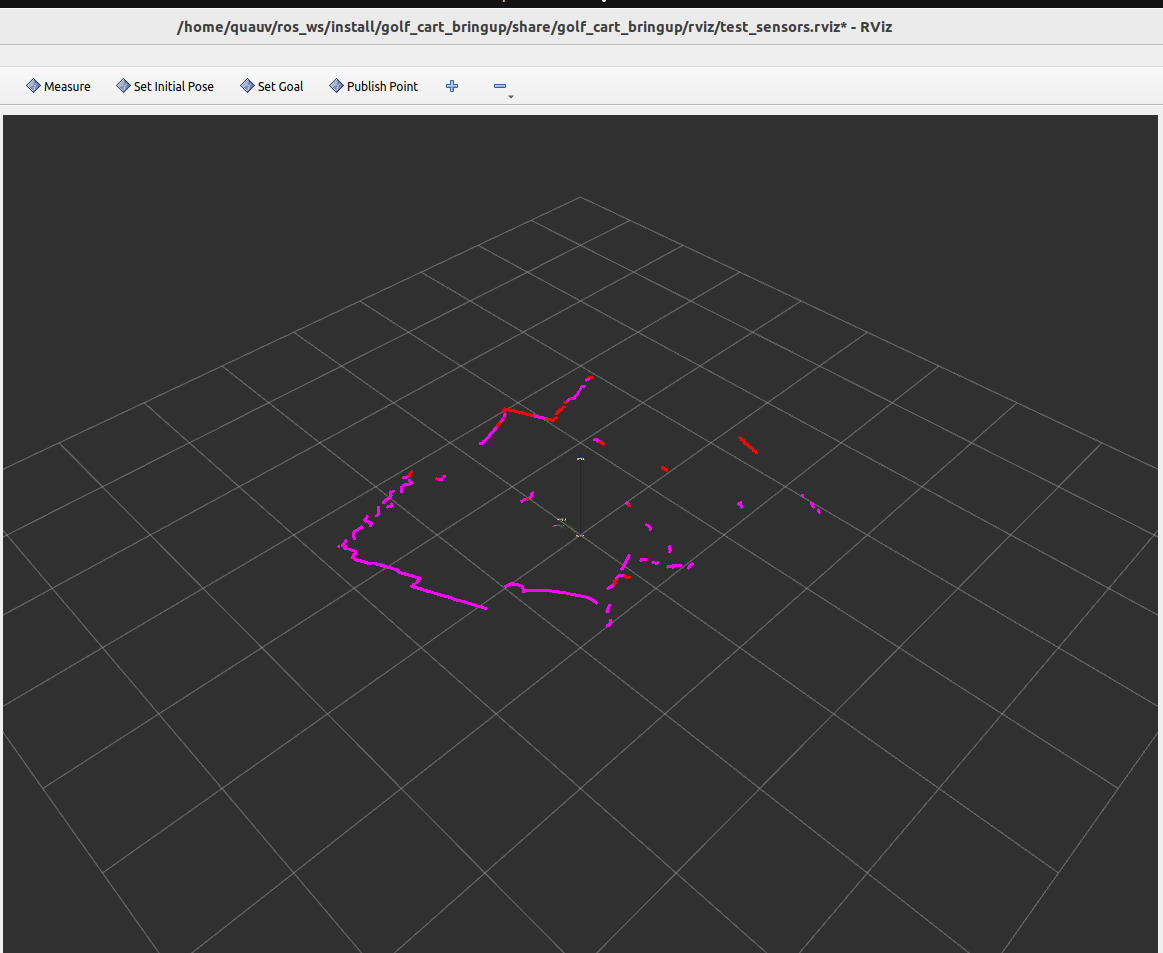 /home/quauv/ros_ws/install/golf_cart_bringup/share/golf_cart_bringup/rviz/test_sensors.rviz* - RViz
Measure Set Initial Pose Set Goal Publish Point